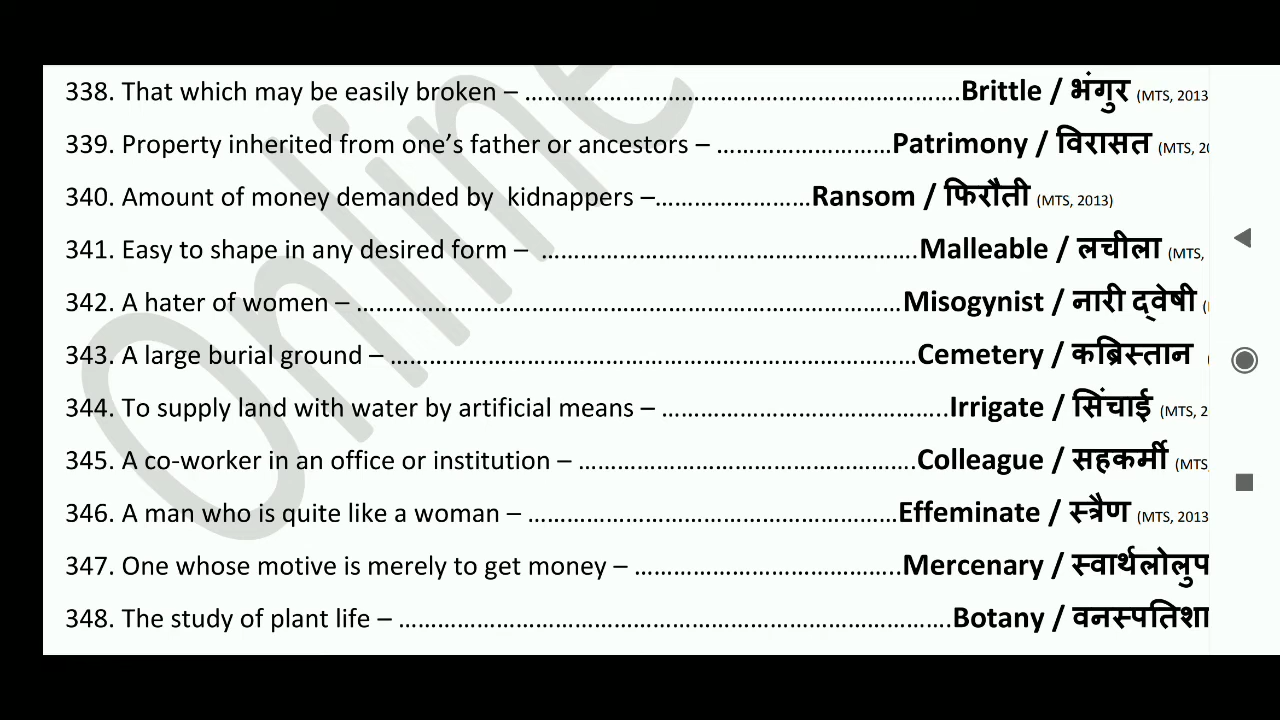 338. That which may be easily broken – ……………………………………………………….Brittle / भंगुर (MTS, 2013
339. Property inherited from one’s father or ancestors – ………………………Patrimony / विरासत (MTS, 20
340. Amount of money demanded by kidnappers –……………………Ransom / फिरौती (MTS, 2013)
341. Easy to shape in any desired form – ………………………………………………….Malleable / लचीला (MTS,
342. A hater of women – …………………………………………………………………………Misogynist / नारी द्वेषी (
343. A large burial ground – ……………………………………………………………………….Cemetery / कब्रिस्तान (
344. To supply land with water by artificial means – ……………………………………..Irrigate / सिंचाई (MTS, 2
345. A co-worker in an office or institution – …………………………………………….Colleague / सहकर्मी (MTS,
346. A man who is quite like a woman – …………………………………………………Effeminate / स्त्रैण (MTS, 2013
347. One whose motive is merely to get money – …………………………………..Mercenary / स्वार्थलोलुप
348. The study of plant life – …………………………………………………………………………….Botany / वनस्पतिशा
Online